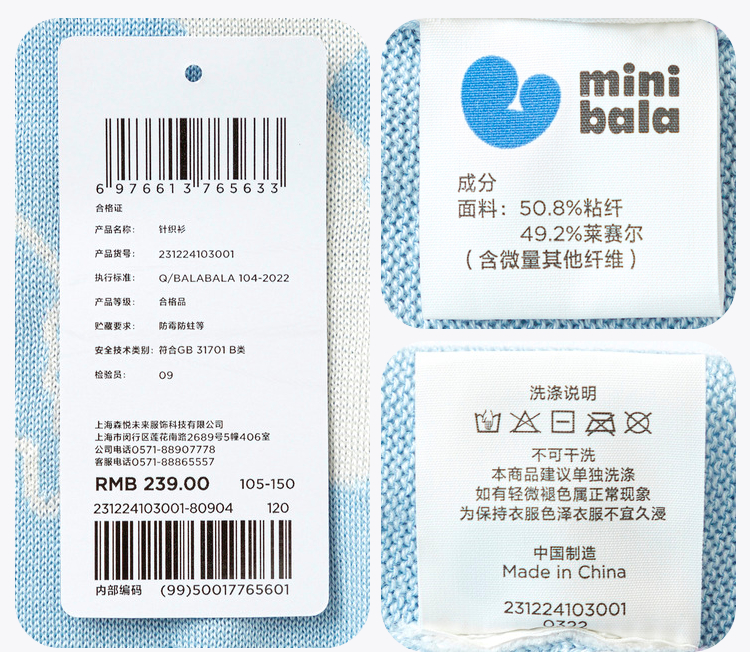 6 976613 765633
合格证
产品名称: 针织衫
产品货号: 231224103001
执行标准: Q/BALABALA 104-2022
产品等级: 合格品
贮藏要求: 防霉防蛀等
安全技术类别: 符合GB 31701 B类
检验员: 09
上海森悦未来服饰科技有限公司
上海市闵行区莲花南路2689号5幢406室
公司电话0571-88907778
客服电话0571-88865557
RMB 239.00 105-150
231224103001-80904 120
内部编码 (99)50017765601
mini
bala
成分
面料: 50.8%粘纤
49.2%莱赛尔
(含微量其他纤维)
洗涤说明
不可干洗
本商品建议单独洗涤
如有轻微褪色属正常现象
为保持衣服色泽衣服不宜久浸
中国制造
Made in China
231224103001
0322